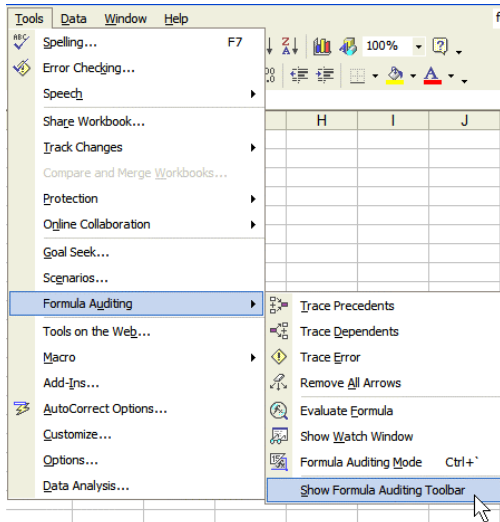 Tools Data Window Help f
Spelling... F7
100%
Error Checking...
Speech
Share Workbook...
H I J
Track Changes
Compare and Merge Workbooks...
Protection
Online Collaboration
Goal Seek...
Scenarios...
Formula Auditing
Trace Precedents
Tools on the Web...
Trace Dependents
Macro
Trace Error
Add-Ins...
Remove All Arrows
AutoCorrect Options...
Evaluate Formula
Customize...
Show Watch Window
Options...
Formula Auditing Mode Ctrl+`
Data Analysis...
Show Formula Auditing Toolbar